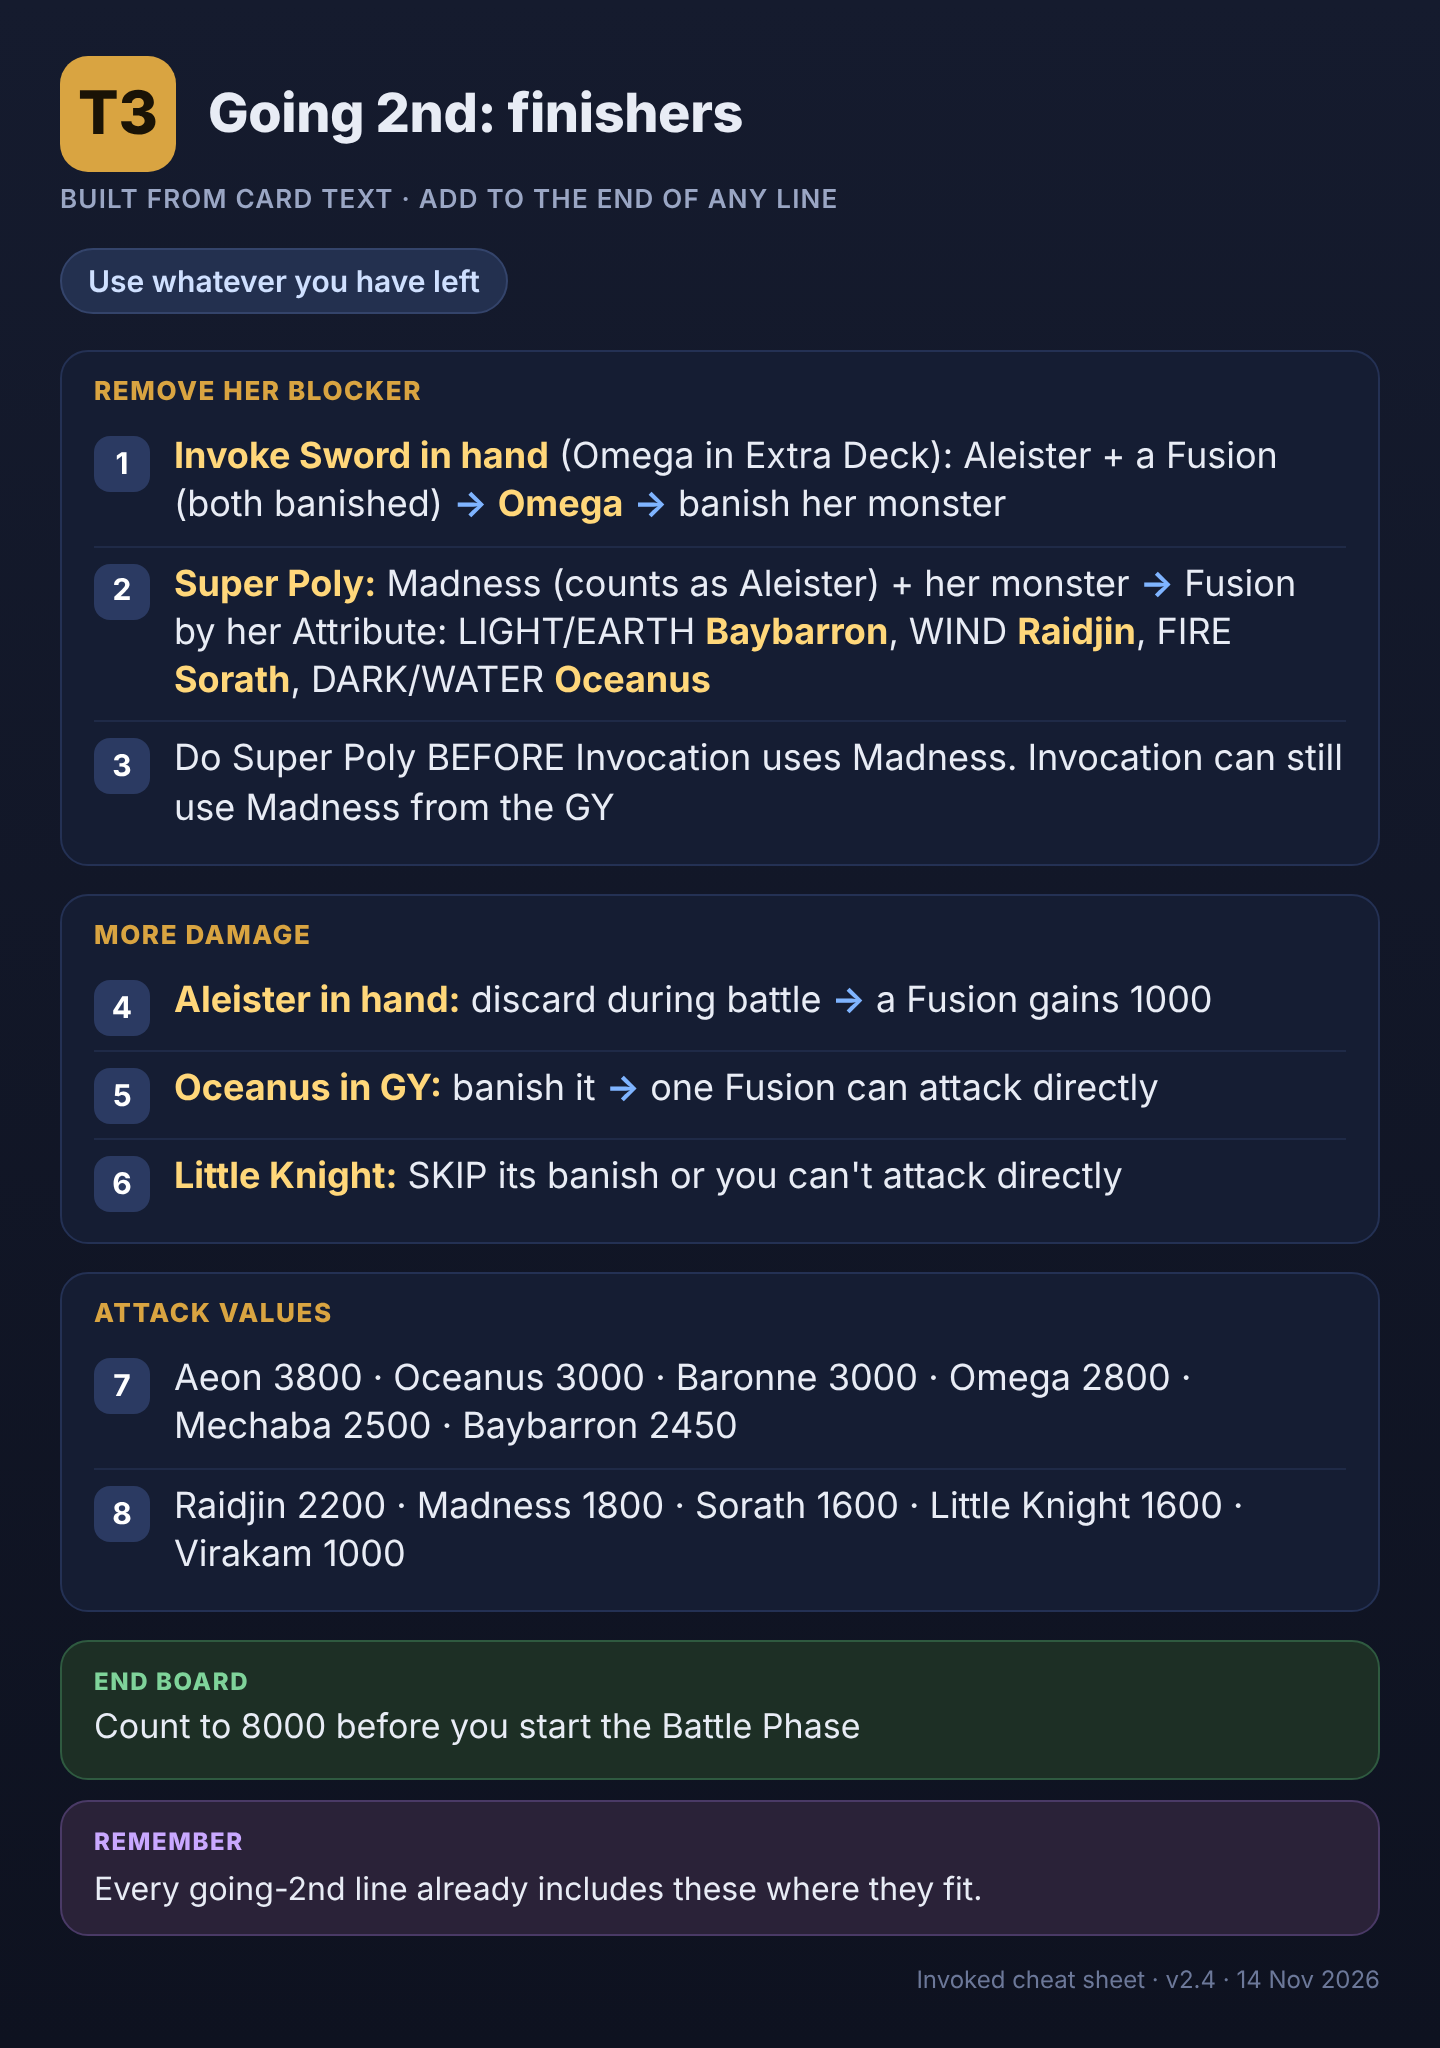 T3
Going 2nd: finishers
BUILT FROM CARD TEXT · ADD TO THE END OF ANY LINE
Use whatever you have left
REMOVE HER BLOCKER
1
Invoke Sword in hand (Omega in Extra Deck): Aleister + a Fusion
(both banished) → Omega → banish her monster
2
Super Poly: Madness (counts as Aleister) + her monster → Fusion
by her Attribute: LIGHT/EARTH Baybarron, WIND Raidjin, FIRE
Sorath, DARK/WATER Oceanus
3
Do Super Poly BEFORE Invocation uses Madness. Invocation can still
use Madness from the GY
MORE DAMAGE
4
Aleister in hand: discard during battle → a Fusion gains 1000
5
Oceanus in GY: banish it → one Fusion can attack directly
6
Little Knight: SKIP its banish or you can't attack directly
ATTACK VALUES
7
Aeon 3800 · Oceanus 3000 · Baronne 3000 · Omega 2800 ·
Mechaba 2500 · Baybarron 2450
8
Raidjin 2200 · Madness 1800 · Sorath 1600 · Little Knight 1600 ·
Virakam 1000
END BOARD
Count to 8000 before you start the Battle Phase
REMEMBER
Every going-2nd line already includes these where they fit.
Invoked cheat sheet · v2.4 · 14 Nov 2026